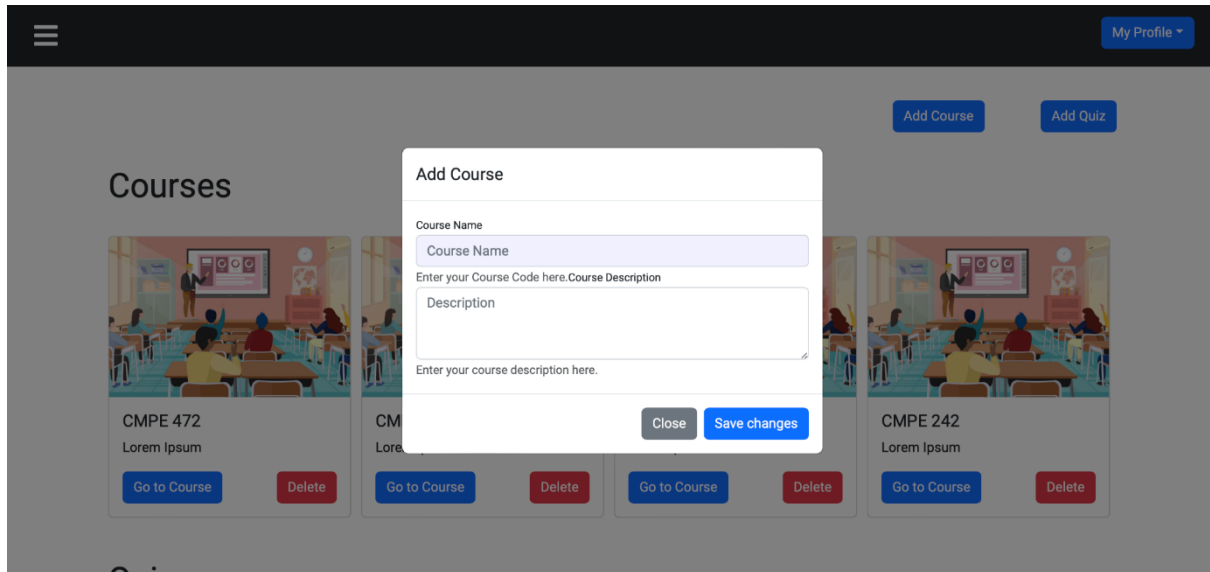 My Profile
Add Course Add Quiz
Courses
Add Course
Course Name
Course Name
Enter your Course Code here.Course Description
Description
Enter your course description here.
Close Save changes
CMPE 472
Lorem Ipsum
Go to Course Delete
Go to Course Delete
Go to Course Delete
CMPE 242
Lorem Ipsum
Go to Course Delete